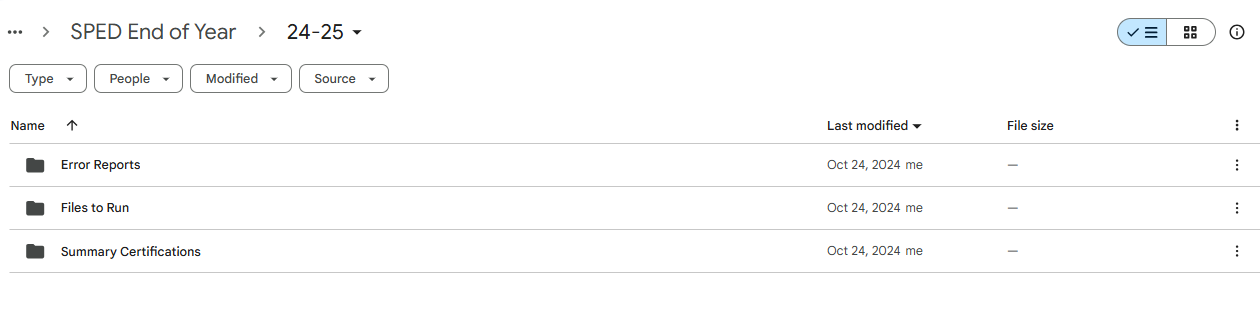 ... > SPED End of Year > 24-25
Type People Modified Source
Name Last modified File size
Error Reports Oct 24, 2024 me —
Files to Run Oct 24, 2024 me —
Summary Certifications Oct 24, 2024 me —